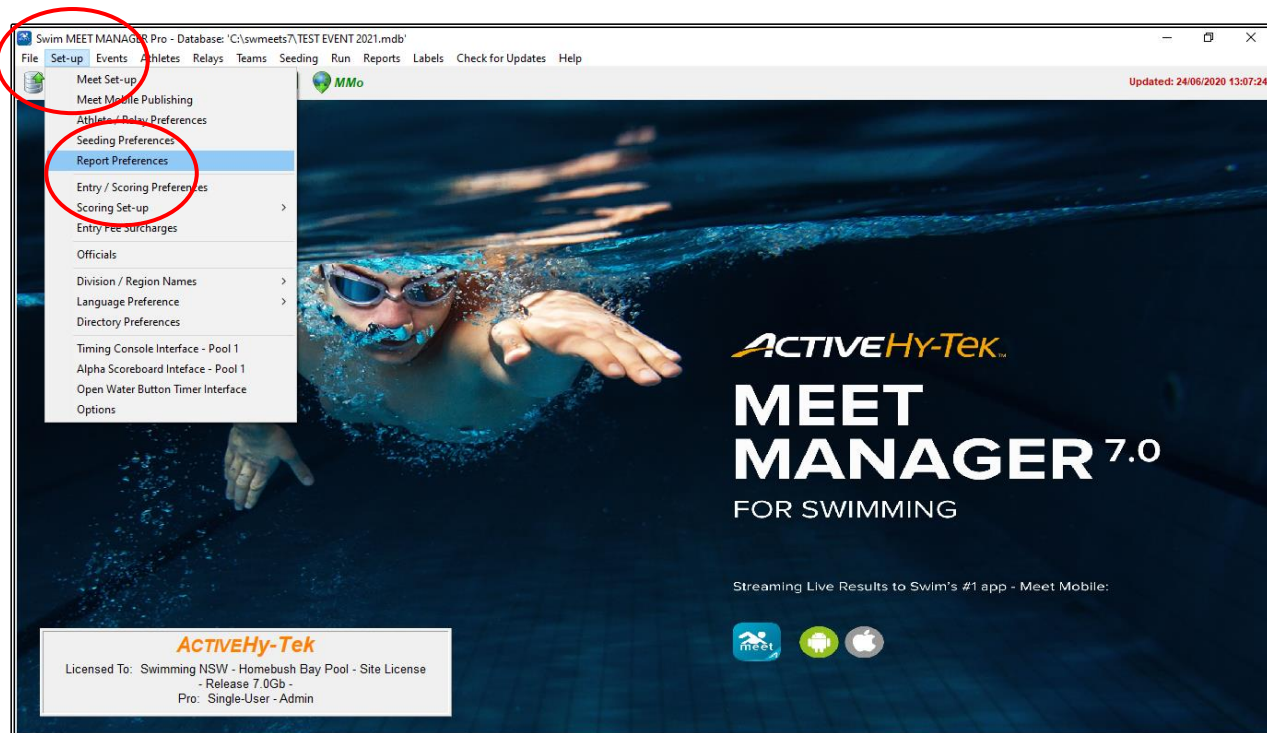 Swim MEET MANAGER Pro - Database: 'C:\swmeets7\TEST EVENT 2021.mdb'
File Set-up Events Athletes Relays Teams Seeding Run Reports Labels Check for Updates Help
MMo
Updated: 24/06/2020 13:07:24
Meet Set-up
Meet Mobile Publishing
Athlete / Relay Preferences
Seeding Preferences
Report Preferences
Entry / Scoring Preferences
Scoring Set-up >
Entry Fee Surcharges
Officials
Division / Region Names >
Language Preference >
Directory Preferences
Timing Console Interface - Pool 1
Alpha Scoreboard Inteface - Pool 1
Open Water Button Timer Interface
Options
ACTIVEHY-TEK
MEET
MANAGER 7.0
FOR SWIMMING
Streaming Live Results to Swim's #1 app - Meet Mobile:
meet
ACTIVEHy-Tek
Licensed To: Swimming NSW - Homebush Bay Pool - Site License
- Release 7.0Gb -
Pro: Single-User - Admin